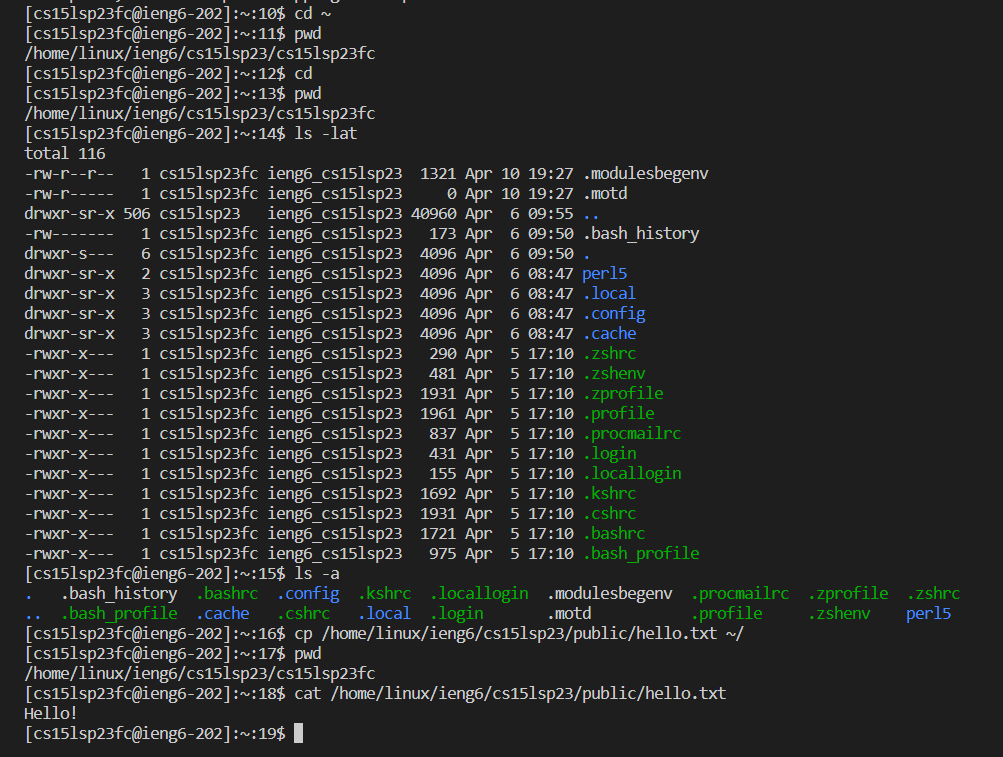 [cs15lsp23fc@ieng6-202]:~:10$ cd ~
[cs15lsp23fc@ieng6-202]:~:11$ pwd
/home/linux/ieng6/cs15lsp23/cs15lsp23fc
[cs15lsp23fc@ieng6-202]:~:12$ cd
[cs15lsp23fc@ieng6-202]:~:13$ pwd
/home/linux/ieng6/cs15lsp23/cs15lsp23fc
[cs15lsp23fc@ieng6-202]:~:14$ ls -lat
total 116
-rw-r--r--   1 cs15lsp23fc ieng6_cs15lsp23  1321 Apr 10 19:27 .modulesbegenv
-rw-r-----   1 cs15lsp23fc ieng6_cs15lsp23     0 Apr 10 19:27 .motd
drwxr-sr-x 506 cs15lsp23   ieng6_cs15lsp23 40960 Apr  6 09:55 ..
-rw-------   1 cs15lsp23fc ieng6_cs15lsp23   173 Apr  6 09:50 .bash_history
drwxr-s---   6 cs15lsp23fc ieng6_cs15lsp23  4096 Apr  6 09:50 .
drwxr-sr-x   2 cs15lsp23fc ieng6_cs15lsp23  4096 Apr  6 08:47 perl5
drwxr-sr-x   3 cs15lsp23fc ieng6_cs15lsp23  4096 Apr  6 08:47 .local
drwxr-sr-x   3 cs15lsp23fc ieng6_cs15lsp23  4096 Apr  6 08:47 .config
drwxr-sr-x   3 cs15lsp23fc ieng6_cs15lsp23  4096 Apr  6 08:47 .cache
-rwxr-x---   1 cs15lsp23fc ieng6_cs15lsp23   290 Apr  5 17:10 .zshrc
-rwxr-x---   1 cs15lsp23fc ieng6_cs15lsp23   481 Apr  5 17:10 .zshenv
-rwxr-x---   1 cs15lsp23fc ieng6_cs15lsp23  1931 Apr  5 17:10 .zprofile
-rwxr-x---   1 cs15lsp23fc ieng6_cs15lsp23  1961 Apr  5 17:10 .profile
-rwxr-x---   1 cs15lsp23fc ieng6_cs15lsp23   837 Apr  5 17:10 .procmailrc
-rwxr-x---   1 cs15lsp23fc ieng6_cs15lsp23   431 Apr  5 17:10 .login
-rwxr-x---   1 cs15lsp23fc ieng6_cs15lsp23   155 Apr  5 17:10 .locallogin
-rwxr-x---   1 cs15lsp23fc ieng6_cs15lsp23  1692 Apr  5 17:10 .kshrc
-rwxr-x---   1 cs15lsp23fc ieng6_cs15lsp23  1931 Apr  5 17:10 .cshrc
-rwxr-x---   1 cs15lsp23fc ieng6_cs15lsp23  1721 Apr  5 17:10 .bashrc
-rwxr-x---   1 cs15lsp23fc ieng6_cs15lsp23   975 Apr  5 17:10 .bash_profile
[cs15lsp23fc@ieng6-202]:~:15$ ls -a
.   .bash_history  .bashrc  .config  .kshrc  .locallogin  .modulesbegenv  .procmailrc  .zprofile  .zshrc
..  .bash_profile  .cache   .cshrc   .local  .login       .motd           .profile     .zshenv    perl5
[cs15lsp23fc@ieng6-202]:~:16$ cp /home/linux/ieng6/cs15lsp23/public/hello.txt ~/
[cs15lsp23fc@ieng6-202]:~:17$ pwd
/home/linux/ieng6/cs15lsp23/cs15lsp23fc
[cs15lsp23fc@ieng6-202]:~:18$ cat /home/linux/ieng6/cs15lsp23/public/hello.txt
Hello!
[cs15lsp23fc@ieng6-202]:~:19$